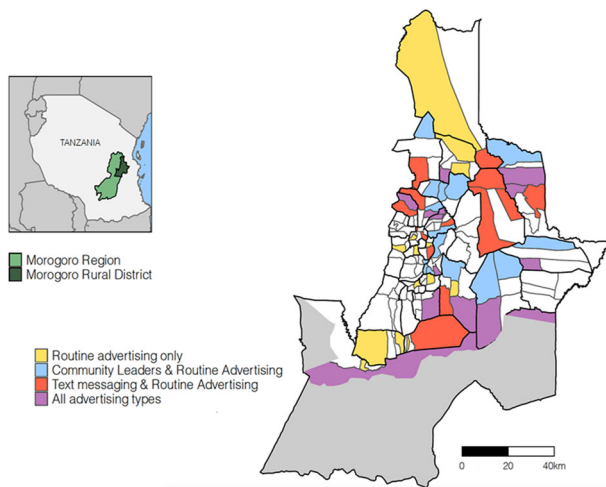 TANZANIA
Morogoro Region
Morogoro Rural District
Routine advertising only
Community Leaders & Routine Advertising
Text messaging & Routine Advertising
All advertising types
0 20 40km